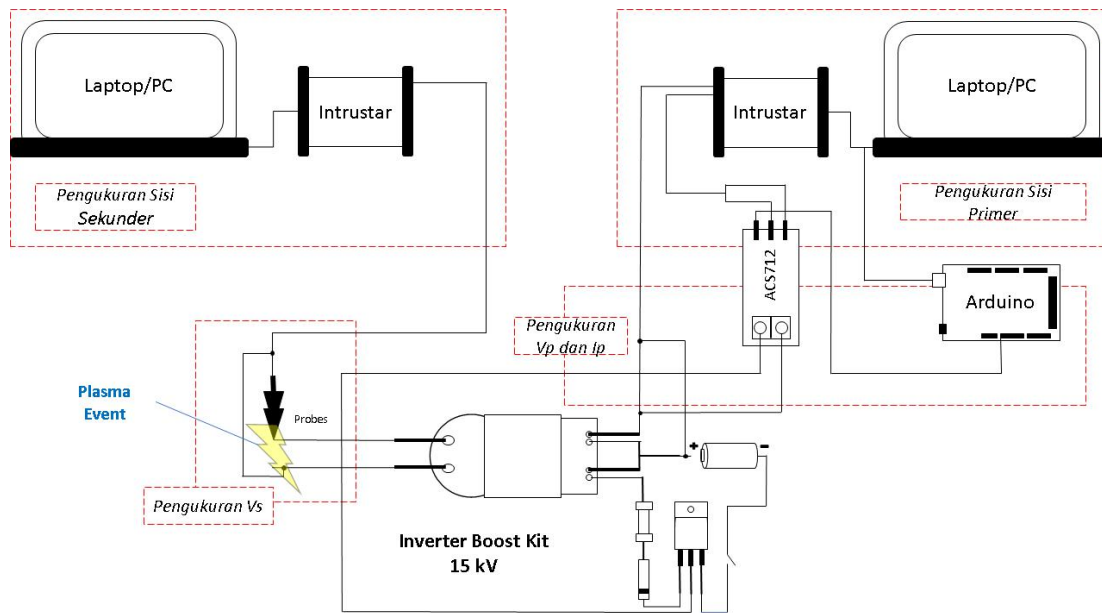 Laptop/PC
Intrustar
Pengukuran Sisi
Sekunder
Intrustar
Laptop/PC
Pengukuran Sisi
Primer
ACS712
Arduino
Pengukuran
Vp dan Ip
Plasma
Event
Probes
Pengukuran Vs
+
-
Inverter Boost Kit
15 kV